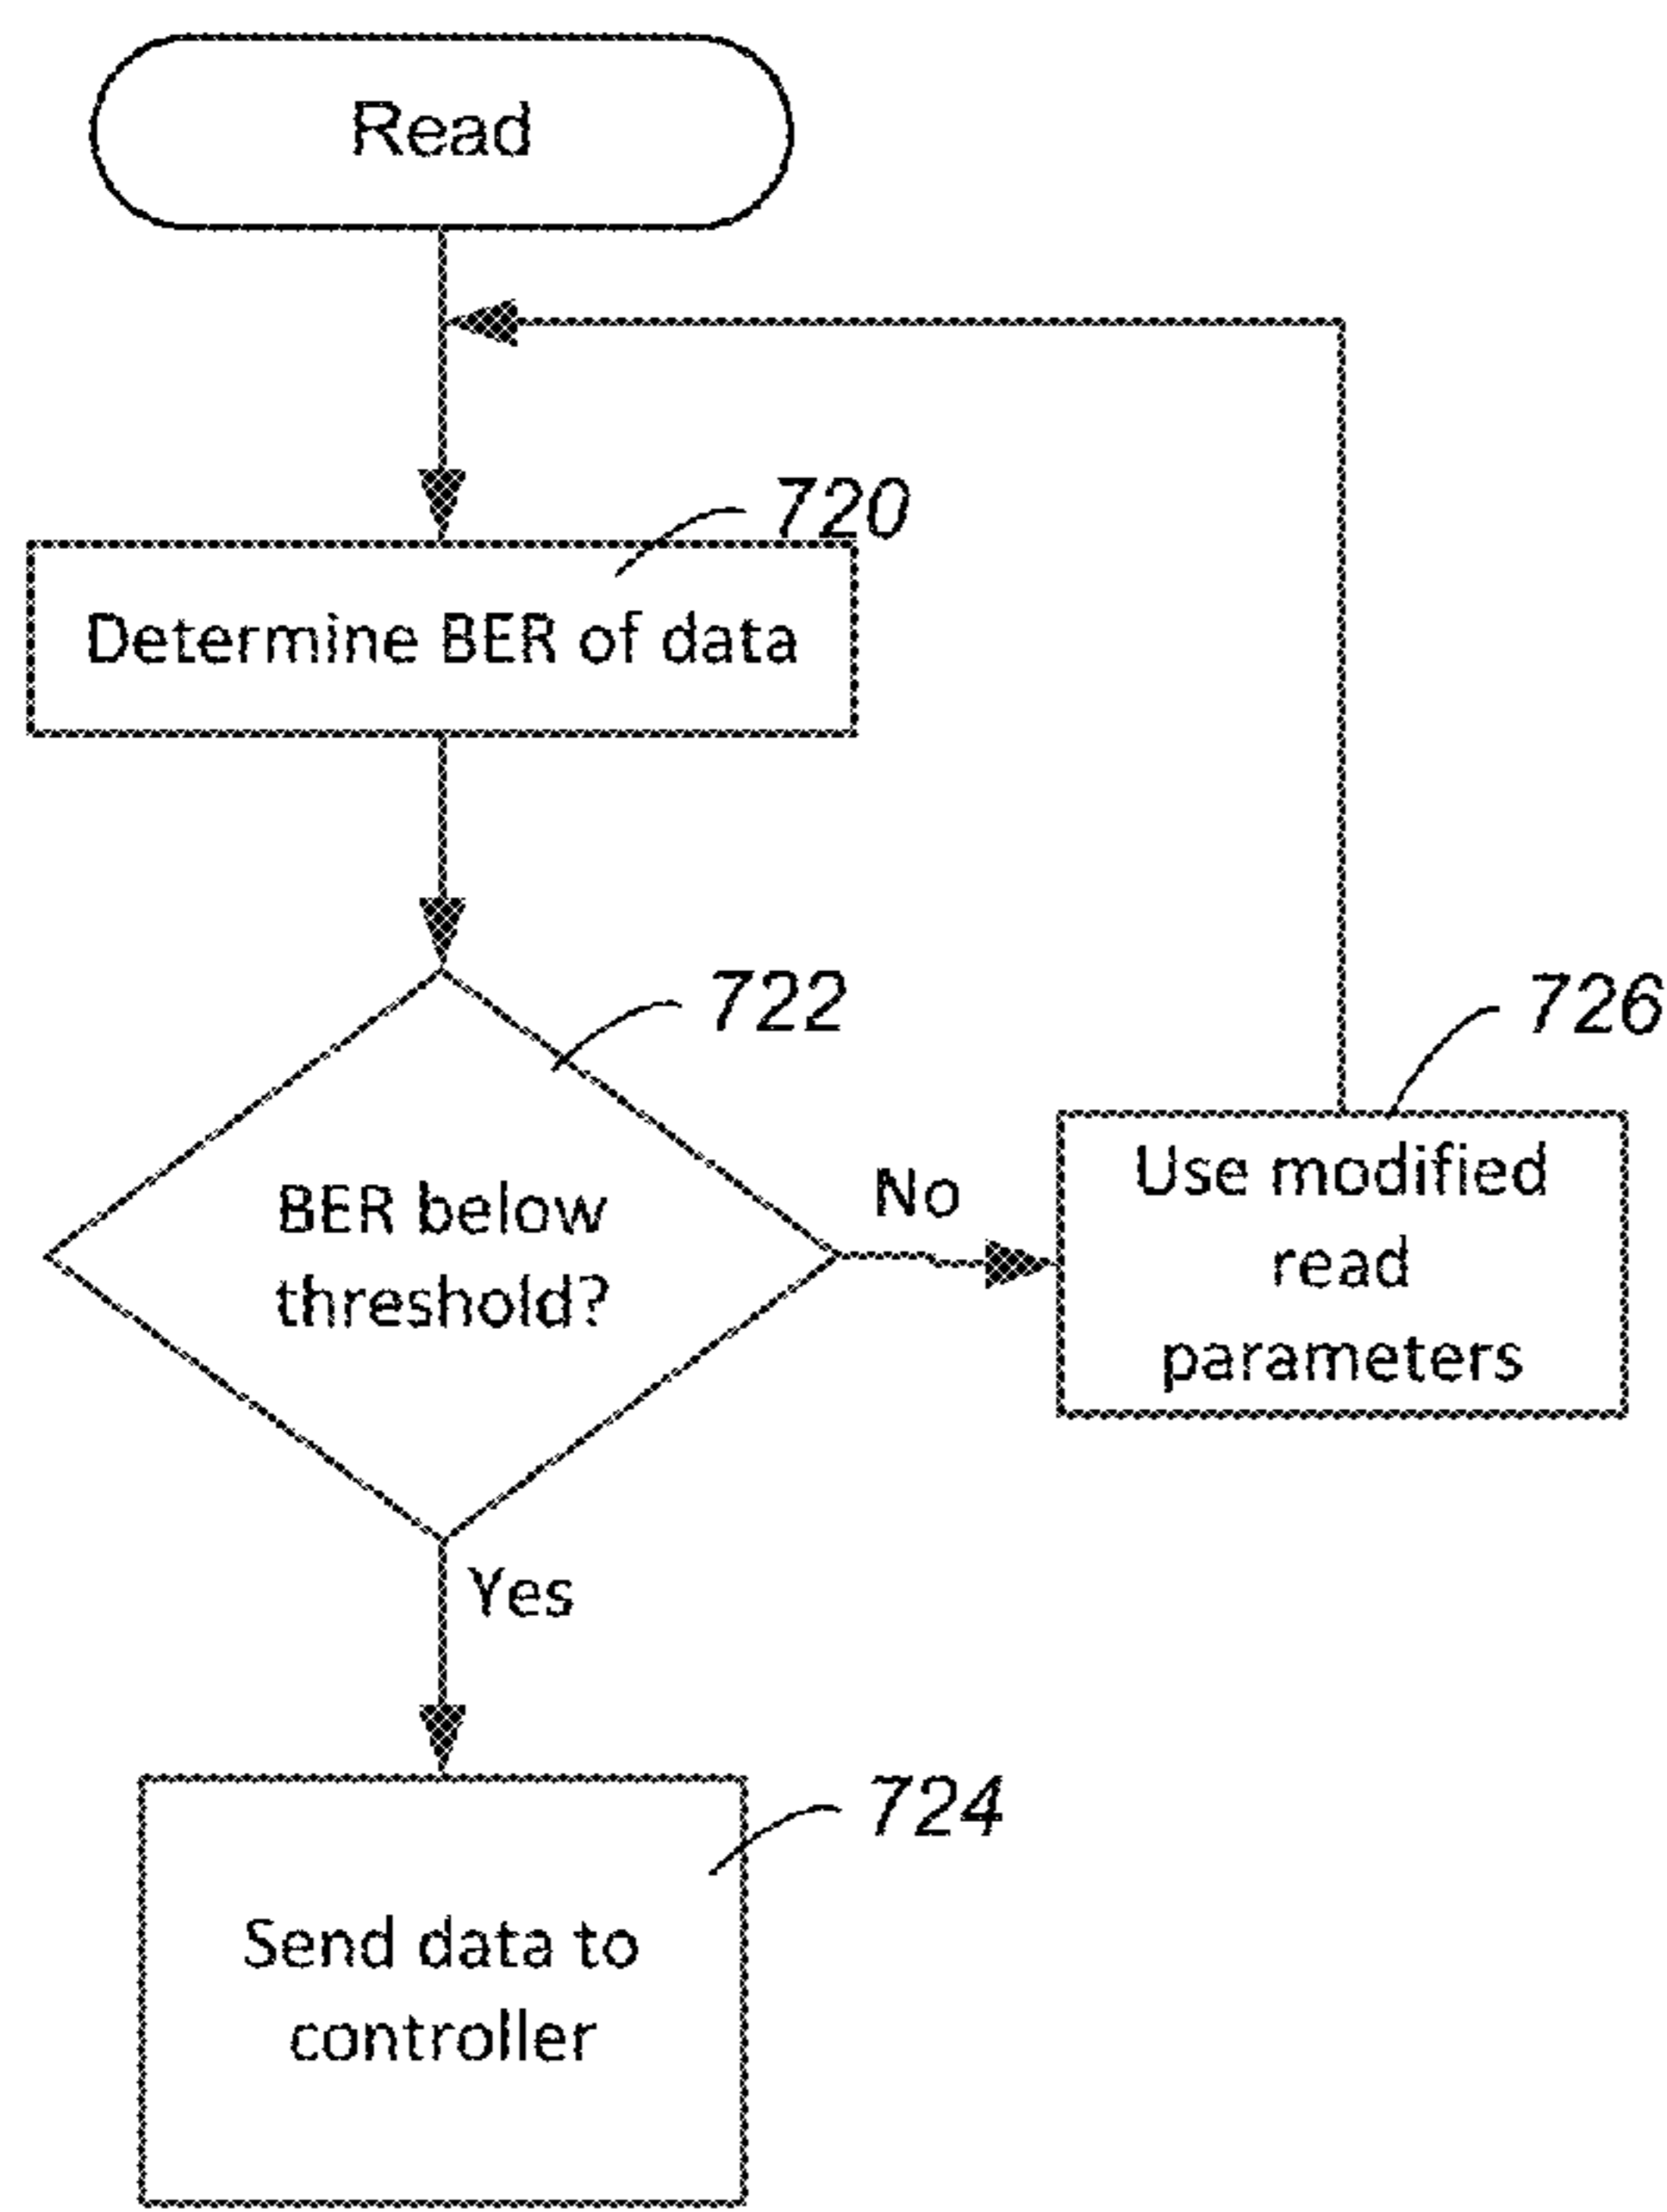 Read
720
Determine BER of data
722
BER below
threshold?
No
726
Use modified
read
parameters
Yes
724
Send data to
controller